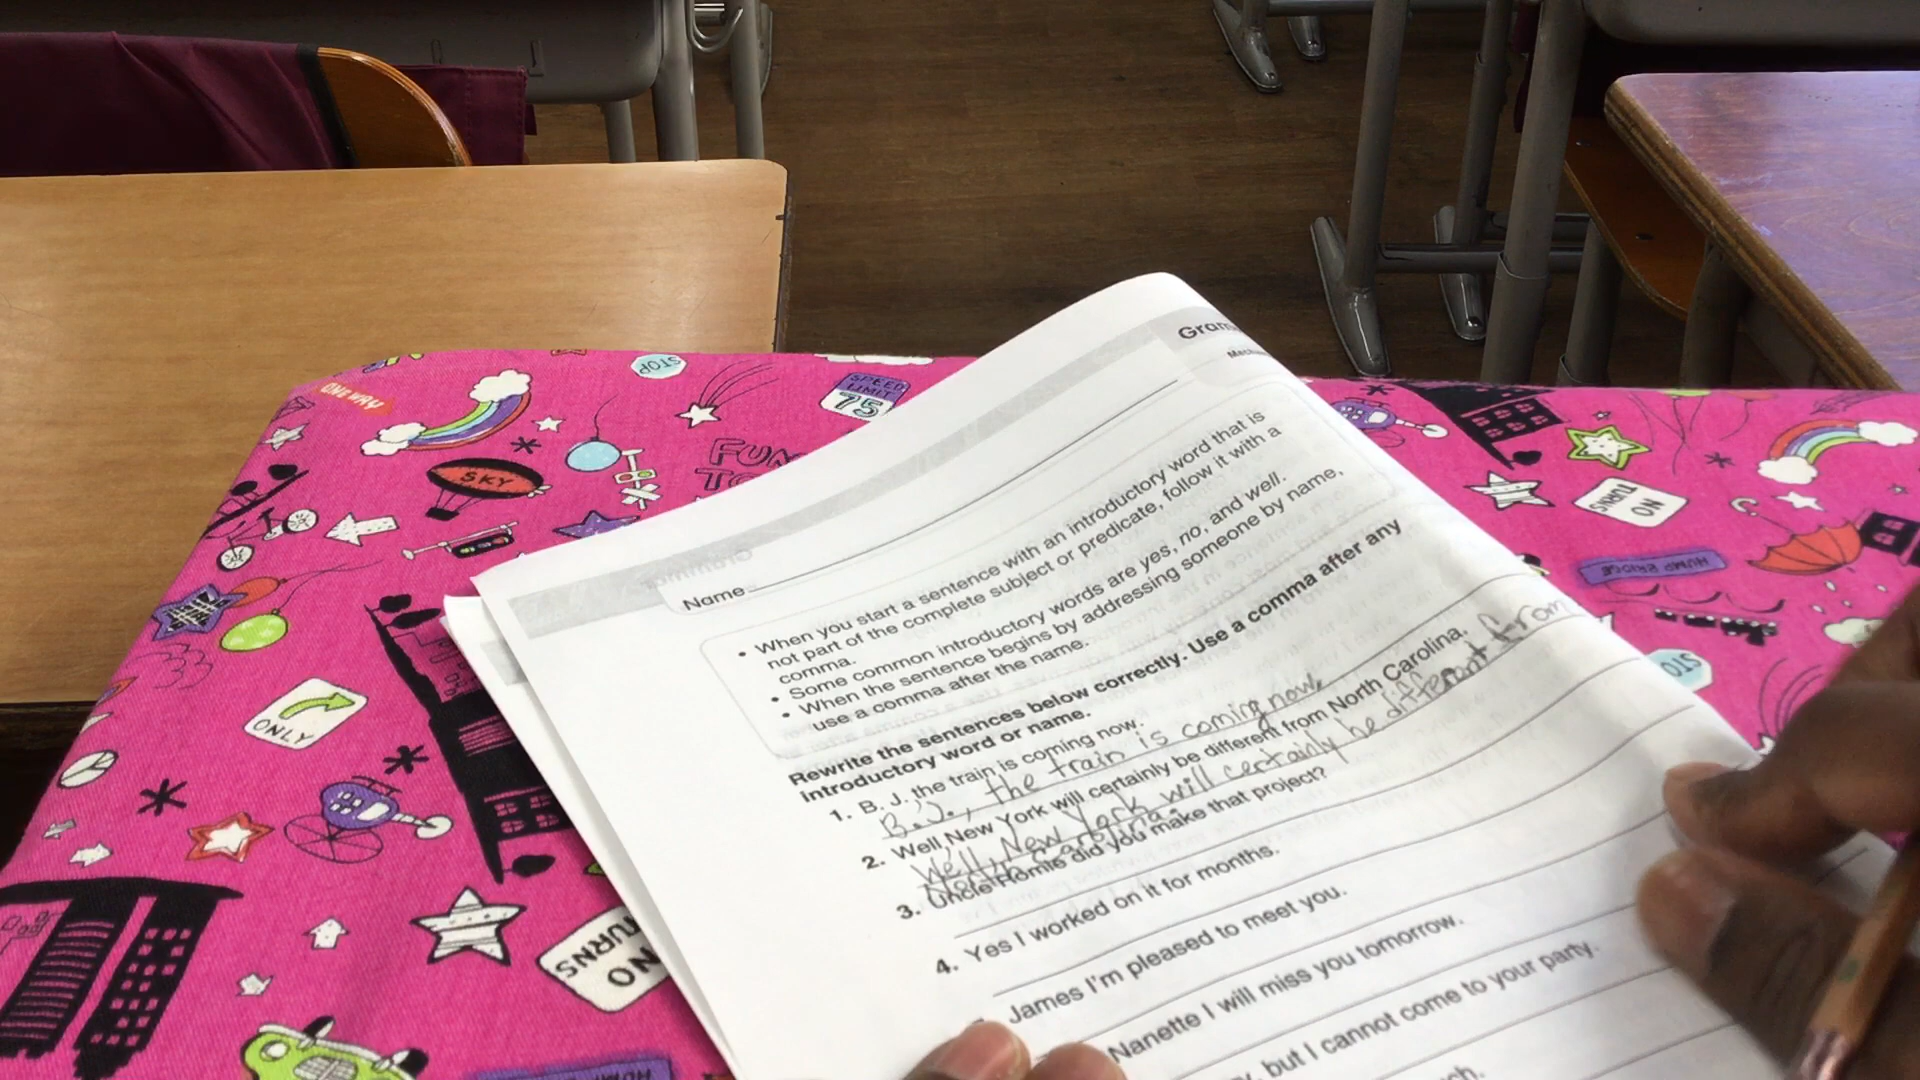 ONE WAY
STOP
SPEED
LIMIT
75
SKY
FUN
ONLY
NO
TURNS
NO
TURNS
HUMP BRIDGE
Name
• When you start a sentence with an introductory word that is
not part of the complete subject or predicate, follow it with a
comma.
• Some common introductory words are yes, no, and well.
• When the sentence begins by addressing someone by name,
use a comma after the name.
Rewrite the sentences below correctly. Use a comma after any
introductory word or name.
1. B. J. the train is coming now.
B.J., the train is coming now.
2. Well, New York will certainly be different from North Carolina.
Well, New York will certainly be different from
North Carolina.
3. Uncle Romie did you make that project?
4. Yes I worked on it for months.
James I'm pleased to meet you.
Nanette I will miss you tomorrow.
, but I cannot come to your party.